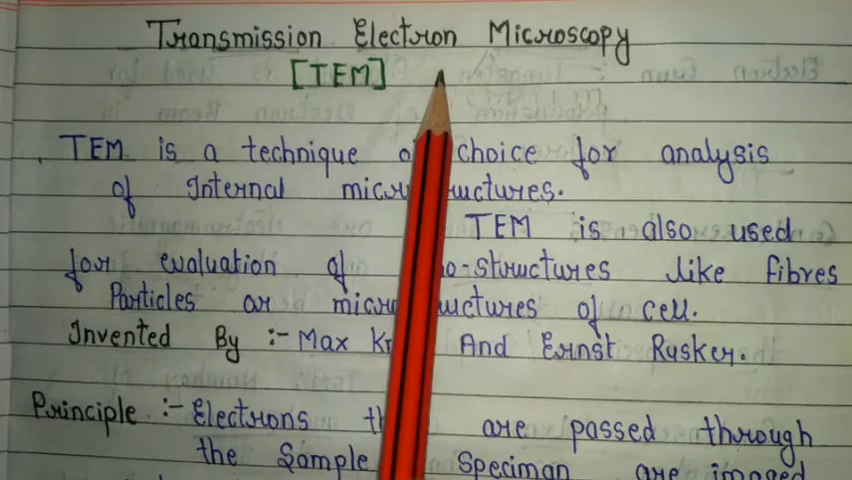 Transmission Electron Microscopy
[TEM]
TEM is a technique choice for analysis
of Internal
TEM is also used
for evaluation of like fibres
Particles or of cell.
Invented By :- Max And Ernst Rusker.
Principle :- Electrons are passed through
the Sample Speciman are imaged